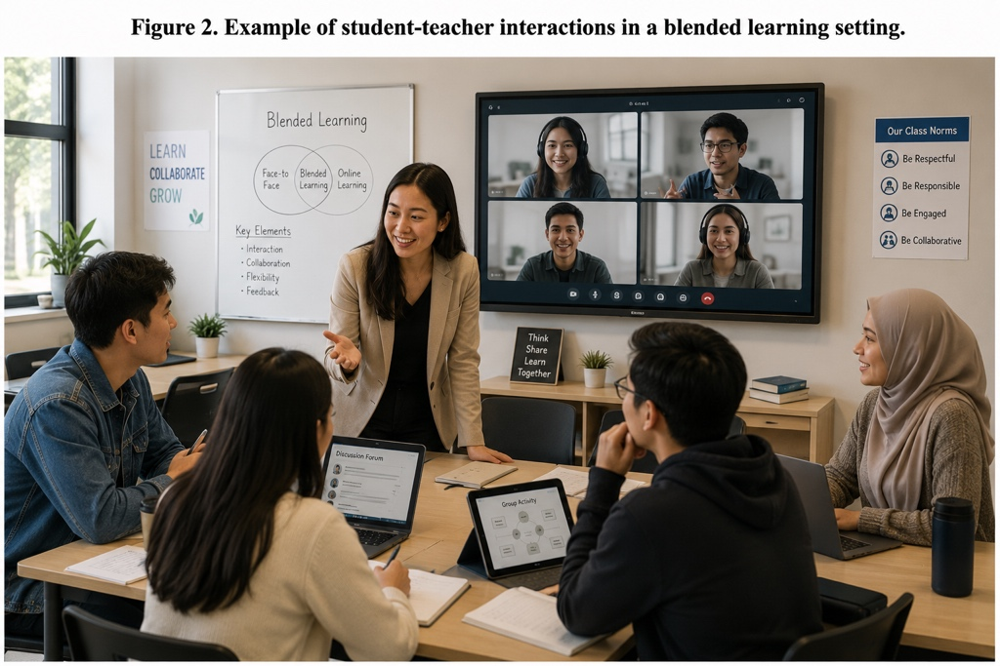 Figure 2. Example of student-teacher interactions in a blended learning setting.
LEARN
COLLABORATE
GROW
Blended Learning
Face-to
Face
Blended
Learning
Online
Learning
Key Elements
· Interaction
· Collaboration
· Flexibility
· Feedback
Our Class Norms
Be Respectful
Be Responsible
Be Engaged
Be Collaborative
Think
Share
Learn
Together
Discussion Forum
Group Activity